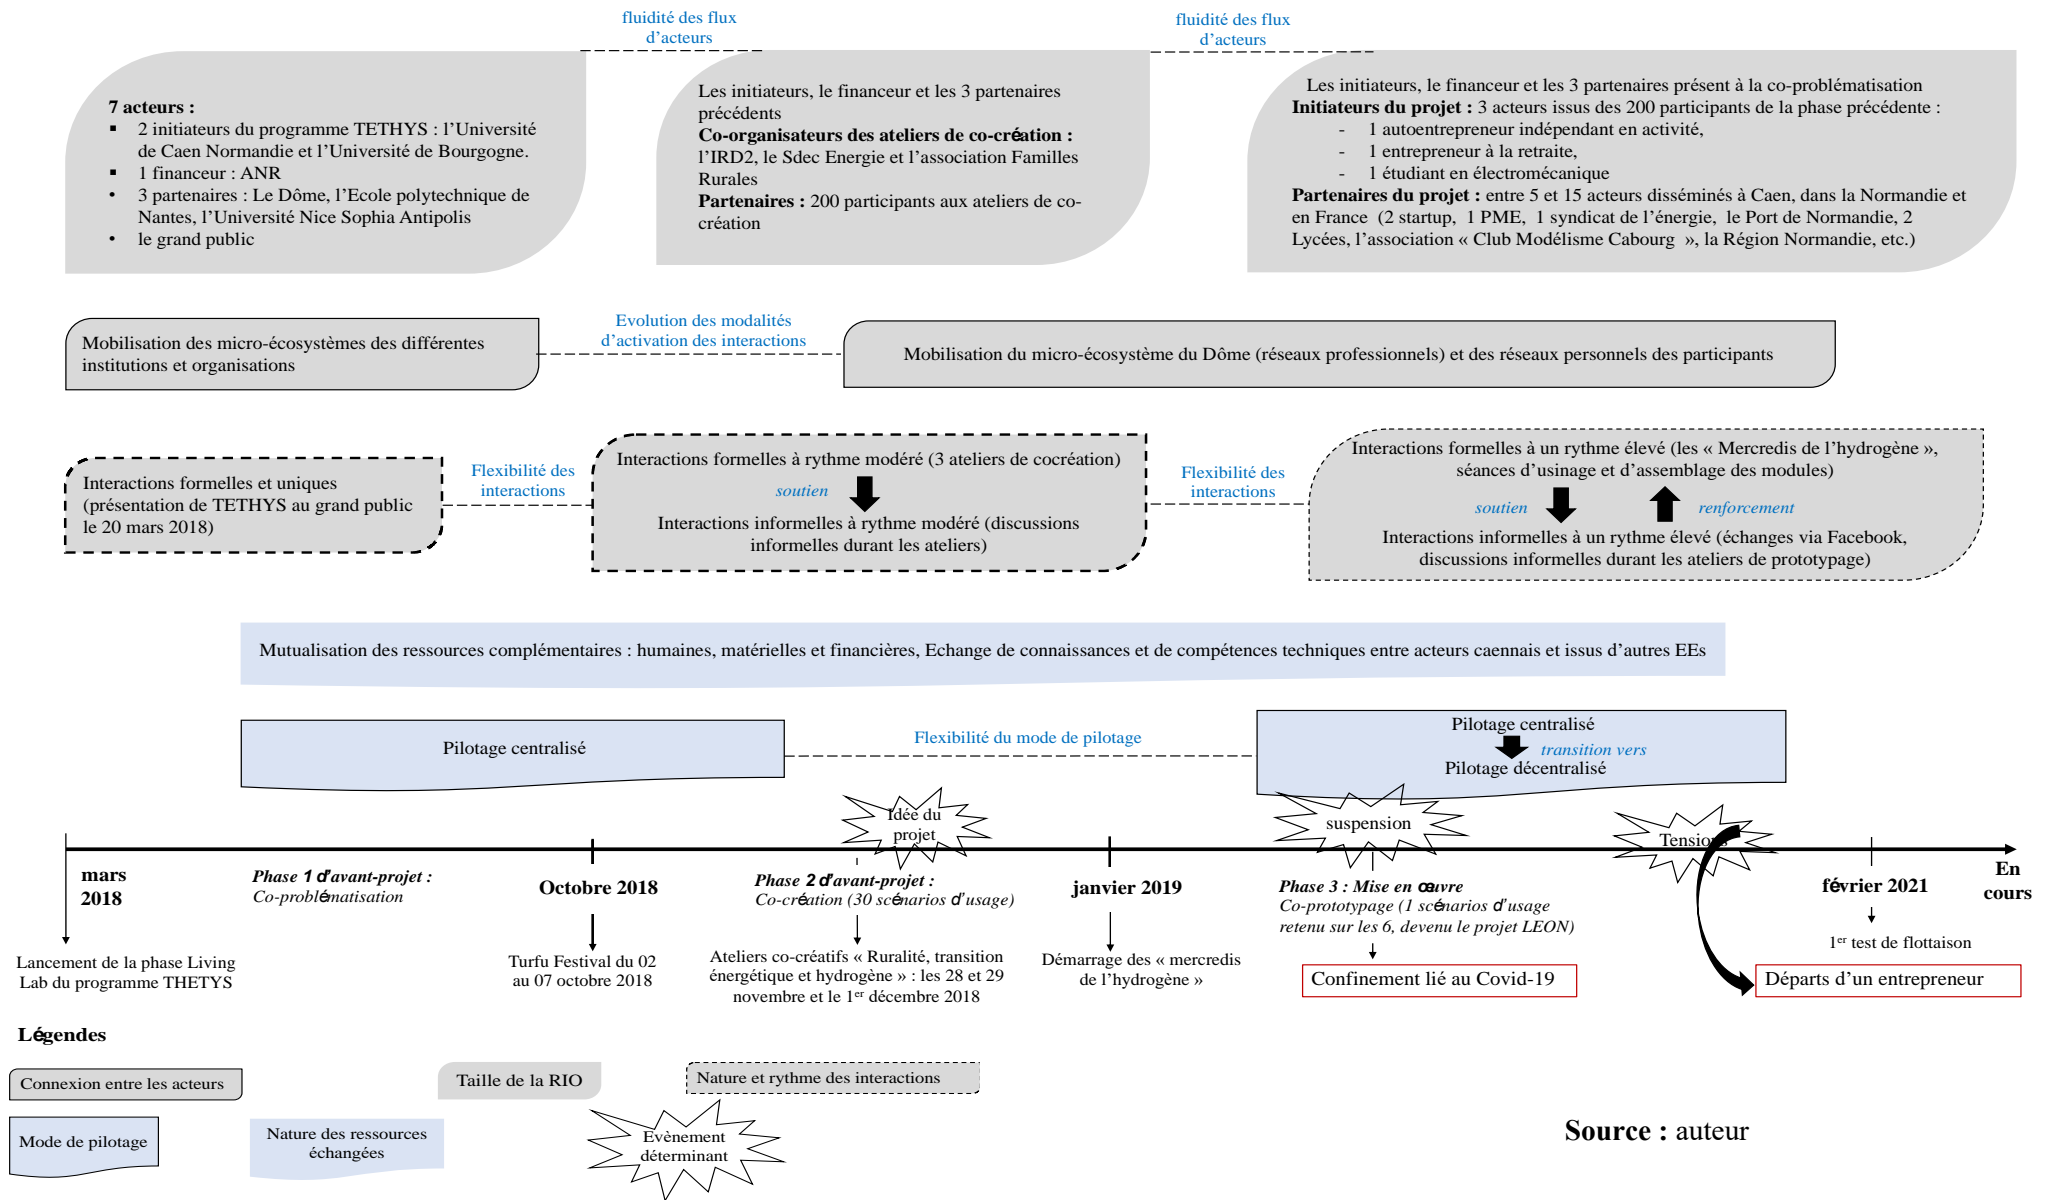 fluidité des flux
d’acteurs
fluidité des flux
d’acteurs
7 acteurs :
▪ 2 initiateurs du programme TETHYS : l’Université
de Caen Normandie et l’Université de Bourgogne.
▪ 1 financeur : ANR
• 3 partenaires : Le Dôme, l’Ecole polytechnique de
Nantes, l’Université Nice Sophia Antipolis
• le grand public
Les initiateurs, le financeur et les 3 partenaires
précédents
Co-organisateurs des ateliers de co-création :
l’IRD2, le Sdec Energie et l’association Familles
Rurales
Partenaires : 200 participants aux ateliers de co-
création
Les initiateurs, le financeur et les 3 partenaires présent à la co-problématisation
Initiateurs du projet : 3 acteurs issus des 200 participants de la phase précédente :
- 1 autoentrepreneur indépendant en activité,
- 1 entrepreneur à la retraite,
- 1 étudiant en électromécanique
Partenaires du projet : entre 5 et 15 acteurs disséminés à Caen, dans la Normandie et
en France (2 startup, 1 PME, 1 syndicat de l’énergie, le Port de Normandie, 2
Lycées, l’association « Club Modélisme Cabourg », la Région Normandie, etc.)
Mobilisation des micro-écosystèmes des différentes
institutions et organisations
Evolution des modalités
d’activation des interactions
Mobilisation du micro-écosystème du Dôme (réseaux professionnels) et des réseaux personnels des participants
Interactions formelles et uniques
(présentation de TETHYS au grand public
le 20 mars 2018)
Flexibilité des
interactions
Interactions formelles à rythme modéré (3 ateliers de cocréation)
soutien
Interactions informelles à rythme modéré (discussions
informelles durant les ateliers)
Flexibilité des
interactions
Interactions formelles à un rythme élevé (les « Mercredis de l’hydrogène »,
séances d’usinage et d’assemblage des modules)
soutien
renforcement
Interactions informelles à un rythme élevé (échanges via Facebook,
discussions informelles durant les ateliers de prototypage)
Mutualisation des ressources complémentaires : humaines, matérielles et financières, Echange de connaissances et de compétences techniques entre acteurs caennais et issus d’autres EEs
Pilotage centralisé
Flexibilité du mode de pilotage
Pilotage centralisé
transition vers
Pilotage décentralisé
Idée du
projet
suspension
Tensions
mars
2018
Phase 1 d’avant-projet :
Co-problématisation
Octobre 2018
Phase 2 d’avant-projet :
Co-création (30 scénarios d’usage)
janvier 2019
Phase 3 : Mise en œuvre
Co-prototypage (1 scénarios d’usage
retenu sur les 6, devenu le projet LEON)
février 2021
En
cours
Lancement de la phase Living
Lab du programme THETYS
Turfu Festival du 02
au 07 octobre 2018
Ateliers co-créatifs « Ruralité, transition
énergétique et hydrogène » : les 28 et 29
novembre et le 1er décembre 2018
Démarrage des « mercredis
de l’hydrogène »
Confinement lié au Covid-19
1er test de flottaison
Départs d’un entrepreneur
Légendes
Connexion entre les acteurs
Taille de la RIO
Nature et rythme des interactions
Mode de pilotage
Nature des ressources
échangées
Evènement
déterminant
Source : auteur